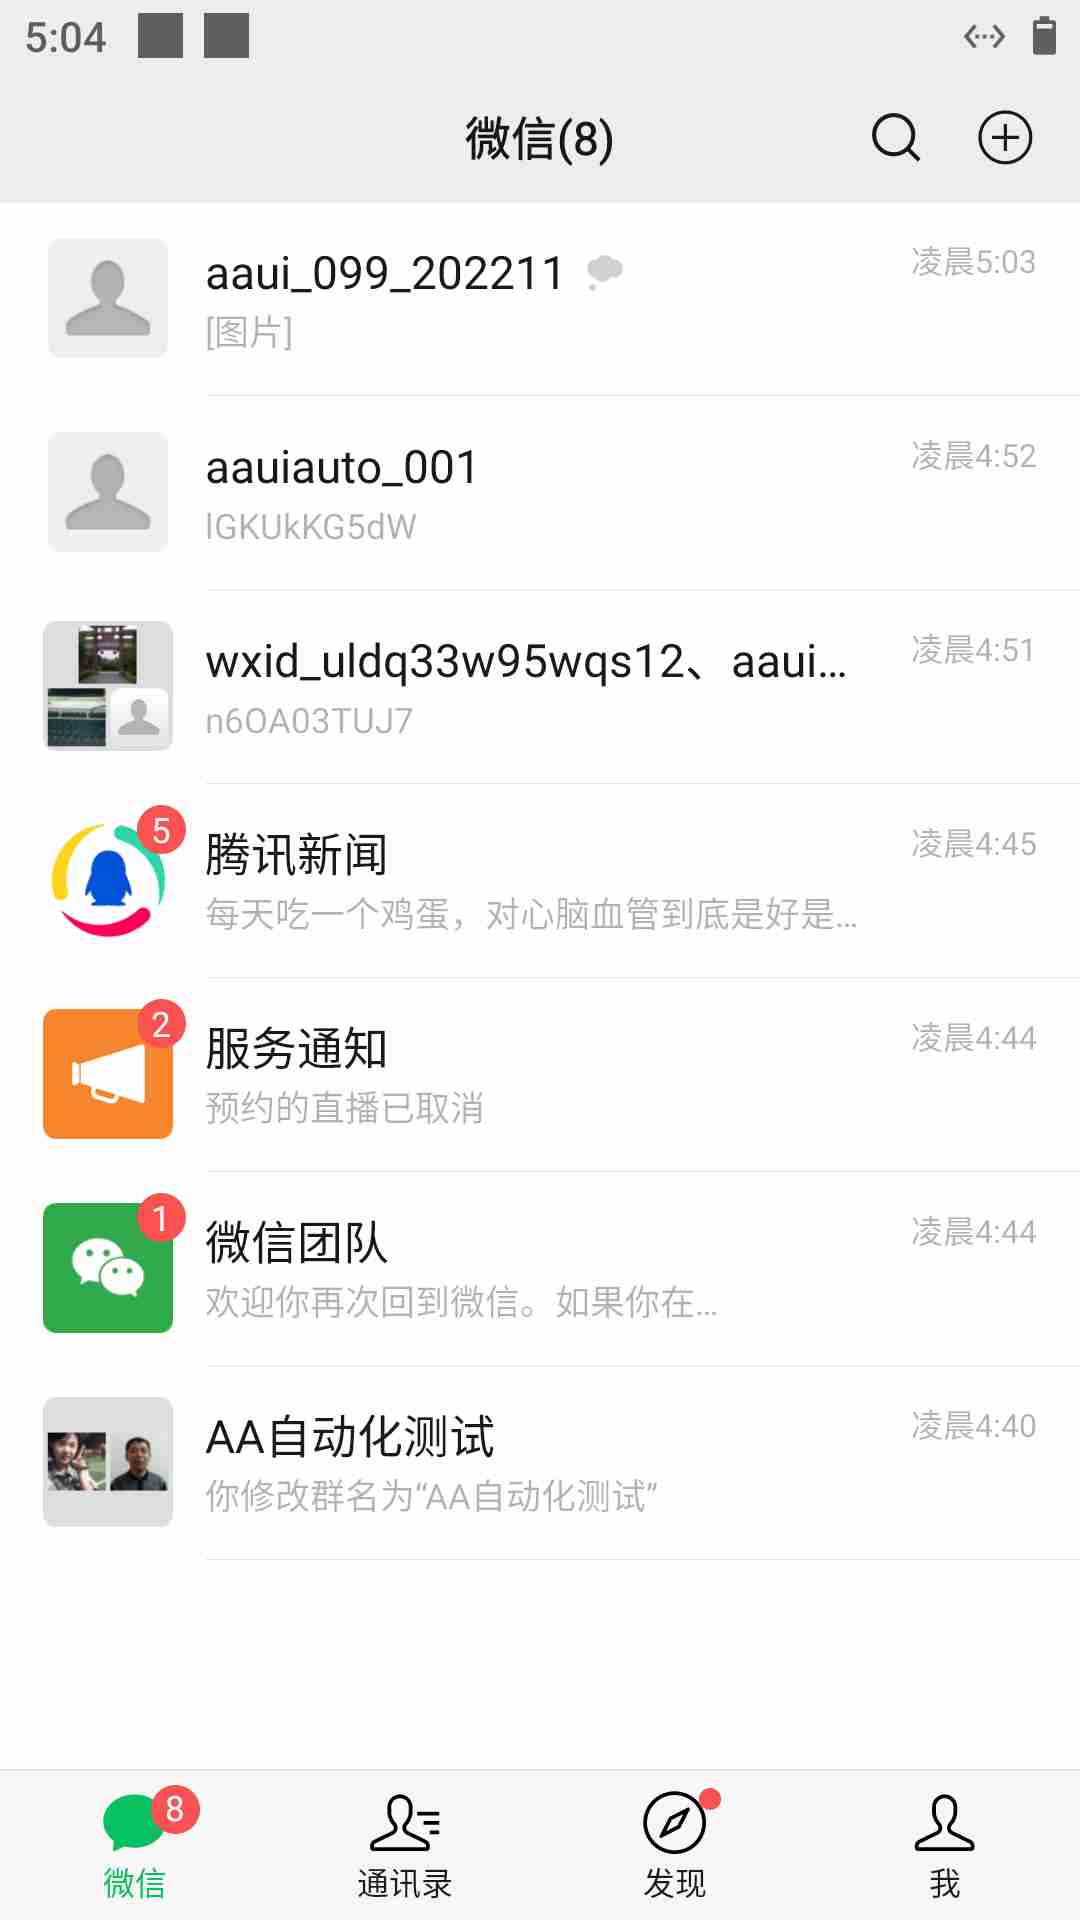 5:04
微信(8)
aaui_099_202211
凌晨5:03
[图片]
aauiauto_001
凌晨4:52
lGKUkKG5dW
wxid_uldq33w95wqs12、aaui...
凌晨4:51
n6OA03TUJ7
5
腾讯新闻
凌晨4:45
每天吃一个鸡蛋，对心脑血管到底是好是...
2
服务通知
凌晨4:44
预约的直播已取消
1
微信团队
凌晨4:44
欢迎你再次回到微信。如果你在...
AA自动化测试
凌晨4:40
你修改群名为“AA自动化测试”
8
微信
通讯录
发现
我